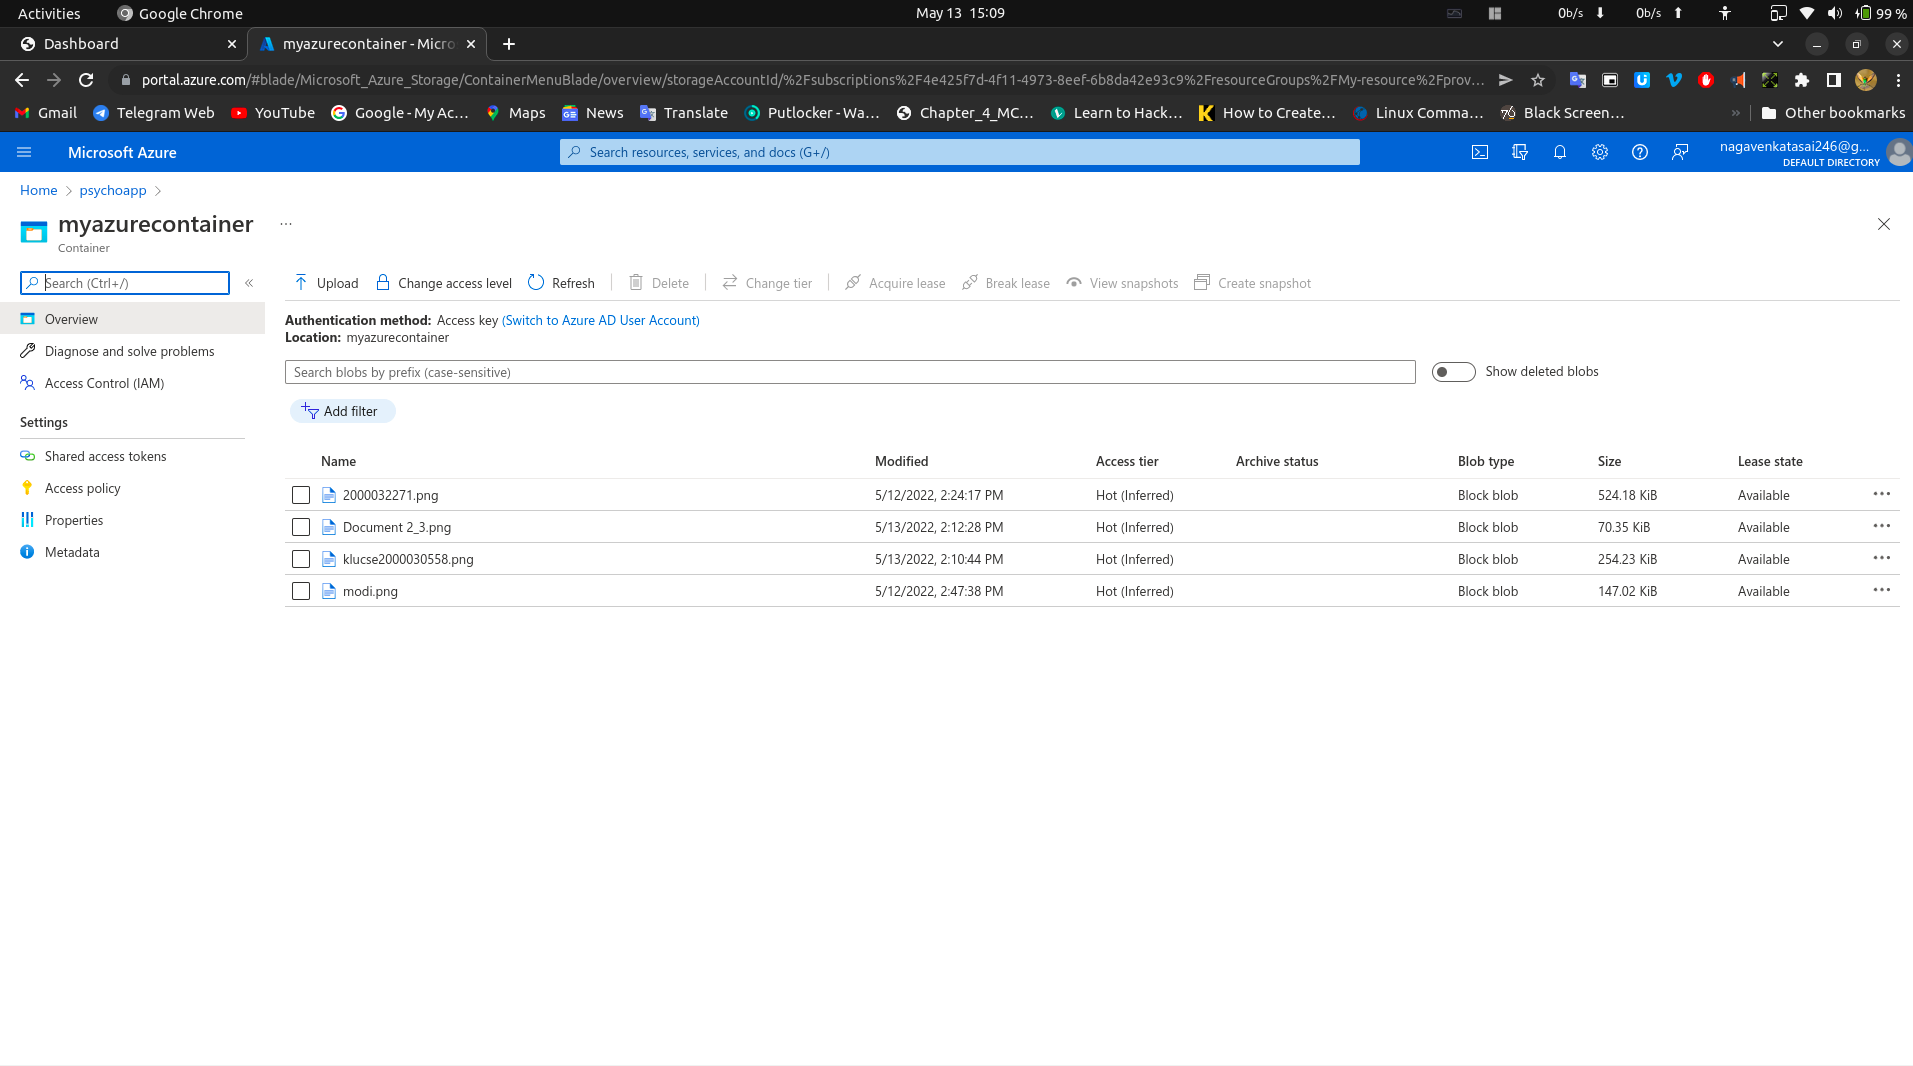 Activities Google Chrome May 13 15:09 0b/s 0b/s 99 %
Dashboard myazurecontainer - Micro
portal.azure.com/#blade/Microsoft_Azure_Storage/ContainerMenuBlade/overview/storageAccountId/%2Fsubscriptions%2F4e425f7d-4f11-4973-8eef-6b8da42e93c9%2FresourceGroups%2FMy-resource%2Fprov...
Gmail Telegram Web YouTube Google - My Ac... Maps News Translate Putlocker - Wa... Chapter_4_MC... Learn to Hack... How to Create... Linux Comma... Black Screen... » Other bookmarks
Microsoft Azure Search resources, services, and docs (G+/) nagavenkatasai246@g...
DEFAULT DIRECTORY
Home > psychoapp >
myazurecontainer ...
Container
Search (Ctrl+/) «
Upload Change access level Refresh Delete Change tier Acquire lease Break lease View snapshots Create snapshot
Overview
Diagnose and solve problems
Access Control (IAM)
Settings
Shared access tokens
Access policy
Properties
Metadata
Authentication method: Access key (Switch to Azure AD User Account)
Location: myazurecontainer
Search blobs by prefix (case-sensitive) Show deleted blobs
Add filter
Name Modified Access tier Archive status Blob type Size Lease state
2000032271.png 5/12/2022, 2:24:17 PM Hot (Inferred) Block blob 524.18 KiB Available ...
Document 2_3.png 5/13/2022, 2:12:28 PM Hot (Inferred) Block blob 70.35 KiB Available ...
klucse2000030558.png 5/13/2022, 2:10:44 PM Hot (Inferred) Block blob 254.23 KiB Available ...
modi.png 5/12/2022, 2:47:38 PM Hot (Inferred) Block blob 147.02 KiB Available ...